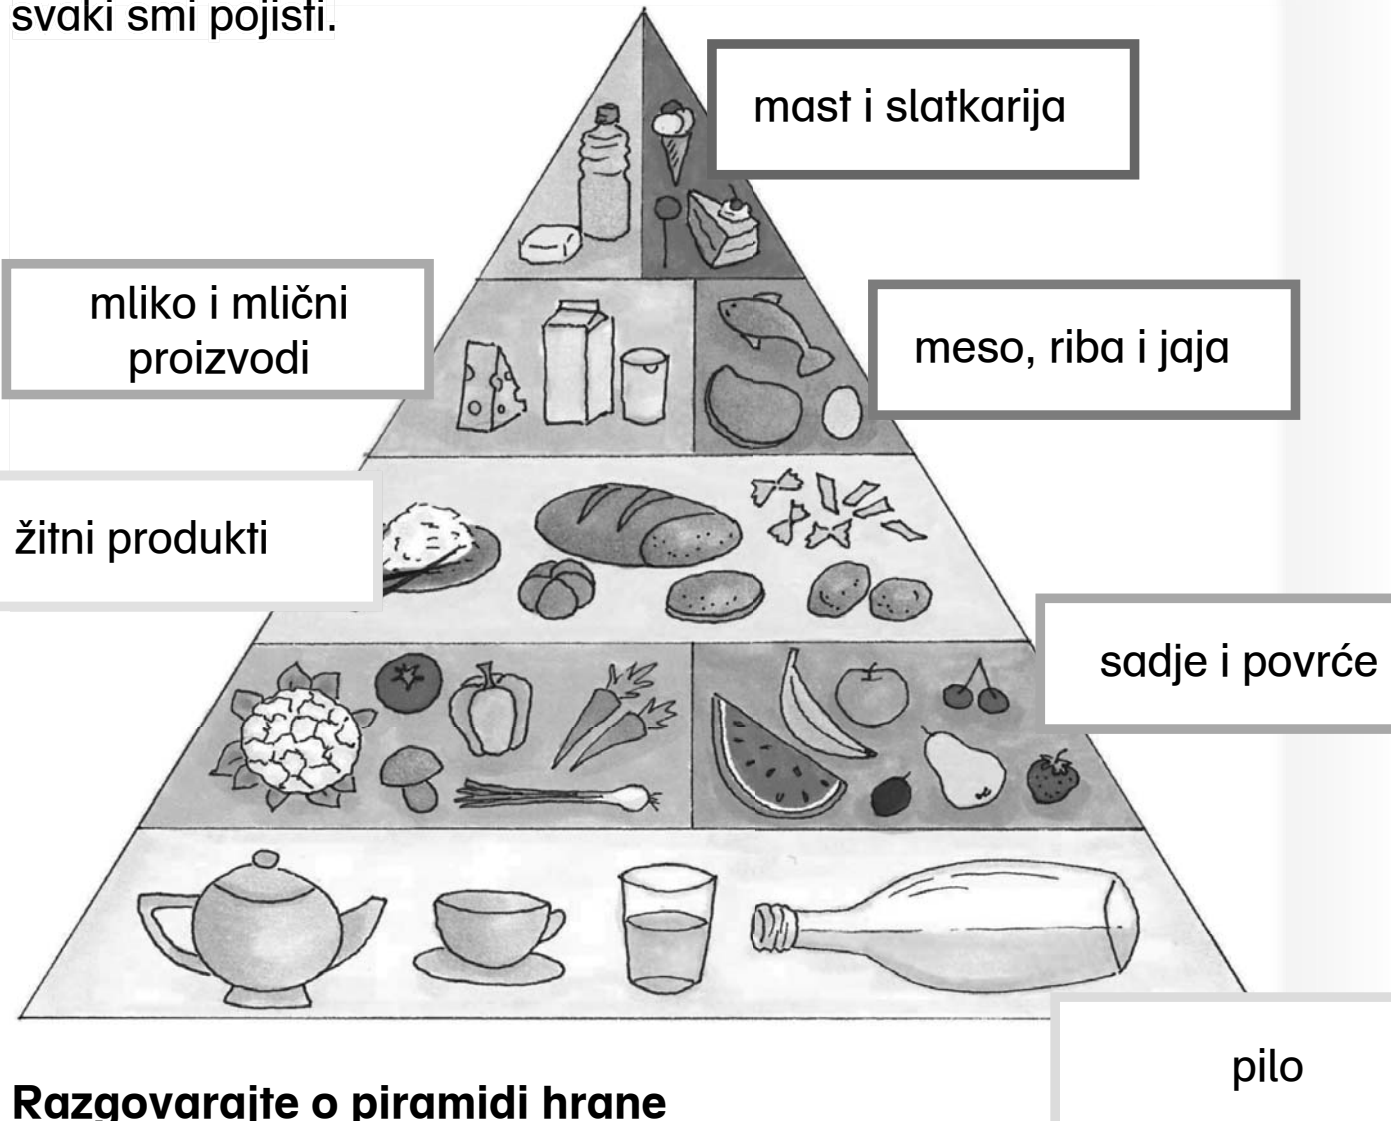 svaki smi pojisti.
mast i slatkarija
mliko i mlični
proizvodi
meso, riba i jaja
žitni produkti
sadje i povrće
pilo
Razgovarajte o piramidi hrane